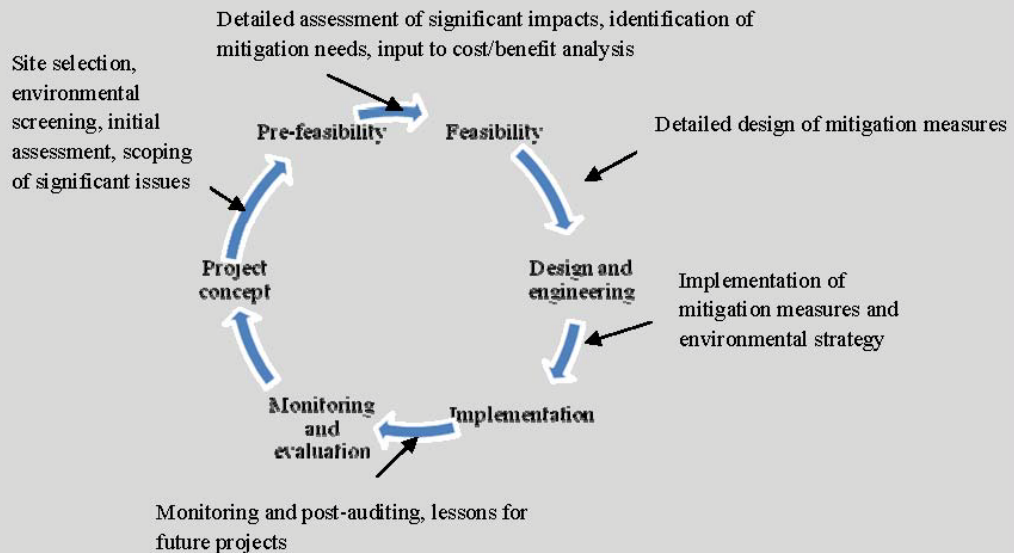 Detailed assessment of significant impacts, identification of
mitigation needs, input to cost/benefit analysis
Site selection,
environmental
screening, initial
assessment, scoping
of significant issues
Pre-feasibility
Feasibility
Detailed design of mitigation measures
Project
concept
Design and
engineering
Implementation of
mitigation measures and
environmental strategy
Monitoring
and
evaluation
Implementation
Monitoring and post-auditing, lessons for
future projects